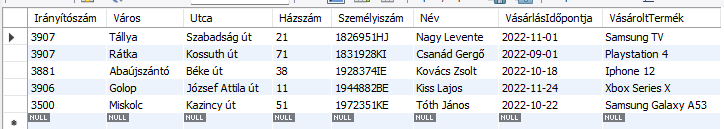 Irányítószám Város Utca Házszám Személyiszám Név VásárlásIdőpontja VásároltTermék
3907 Tállya Szabadság út 21 1826951HJ Nagy Levente 2022-11-01 Samsung TV
3907 Rátka Kossuth út 71 1831928KI Csanád Gergő 2022-09-01 Playstation 4
3881 Abaújszántó Béke út 38 1928374IE Kovács Zsolt 2022-10-18 Iphone 12
3906 Golop József Attila út 11 1944882BE Kiss Lajos 2022-11-24 Xbox Series X
3500 Miskolc Kazincy út 51 1972351KE Tóth János 2022-10-22 Samsung Galaxy A53
NULL NULL NULL NULL NULL NULL NULL NULL